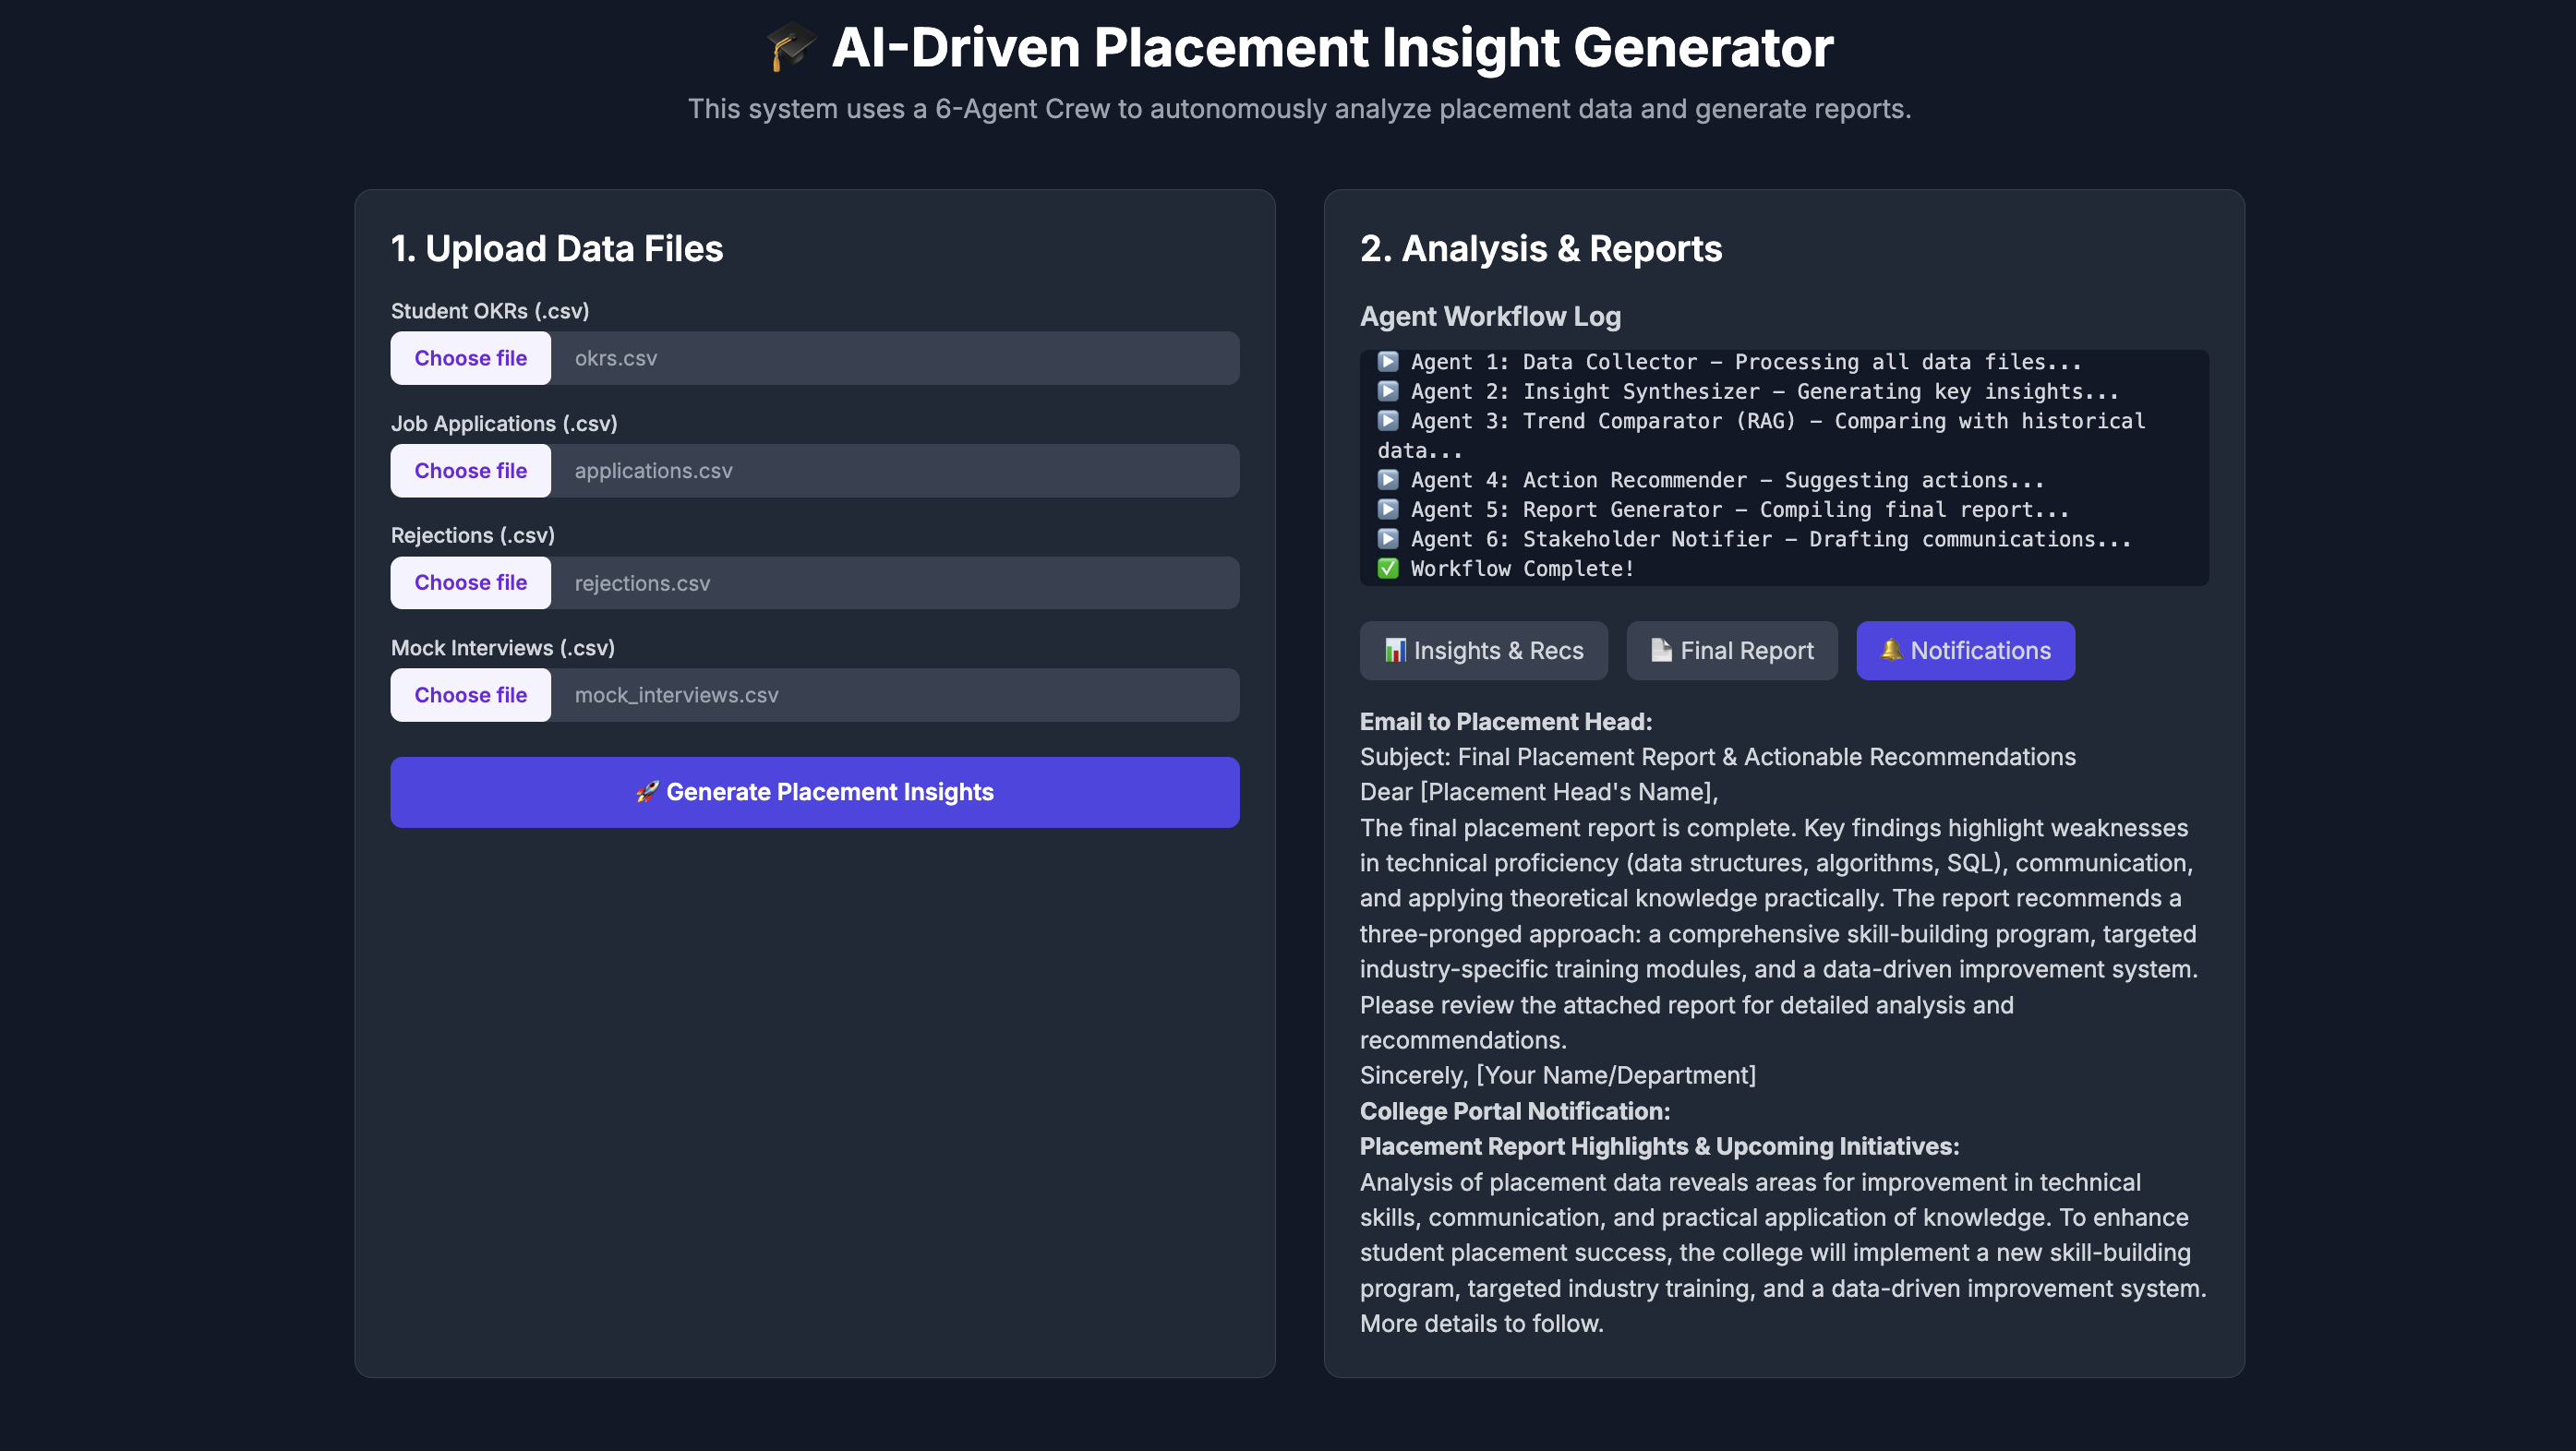 🎓 AI-Driven Placement Insight Generator
This system uses a 6-Agent Crew to autonomously analyze placement data and generate reports.
1. Upload Data Files
Student OKRs (.csv)
Choose file okrs.csv
Job Applications (.csv)
Choose file applications.csv
Rejections (.csv)
Choose file rejections.csv
Mock Interviews (.csv)
Choose file mock_interviews.csv
🚀 Generate Placement Insights
2. Analysis & Reports
Agent Workflow Log
▶️ Agent 1: Data Collector – Processing all data files...
▶️ Agent 2: Insight Synthesizer – Generating key insights...
▶️ Agent 3: Trend Comparator (RAG) – Comparing with historical
data...
▶️ Agent 4: Action Recommender – Suggesting actions...
▶️ Agent 5: Report Generator – Compiling final report...
▶️ Agent 6: Stakeholder Notifier – Drafting communications...
✅ Workflow Complete!
📊 Insights & Recs 📄 Final Report 🔔 Notifications
Email to Placement Head:
Subject: Final Placement Report & Actionable Recommendations
Dear [Placement Head's Name],
The final placement report is complete. Key findings highlight weaknesses
in technical proficiency (data structures, algorithms, SQL), communication,
and applying theoretical knowledge practically. The report recommends a
three-pronged approach: a comprehensive skill-building program, targeted
industry-specific training modules, and a data-driven improvement system.
Please review the attached report for detailed analysis and
recommendations.
Sincerely, [Your Name/Department]
College Portal Notification:
Placement Report Highlights & Upcoming Initiatives:
Analysis of placement data reveals areas for improvement in technical
skills, communication, and practical application of knowledge. To enhance
student placement success, the college will implement a new skill-building
program, targeted industry training, and a data-driven improvement system.
More details to follow.